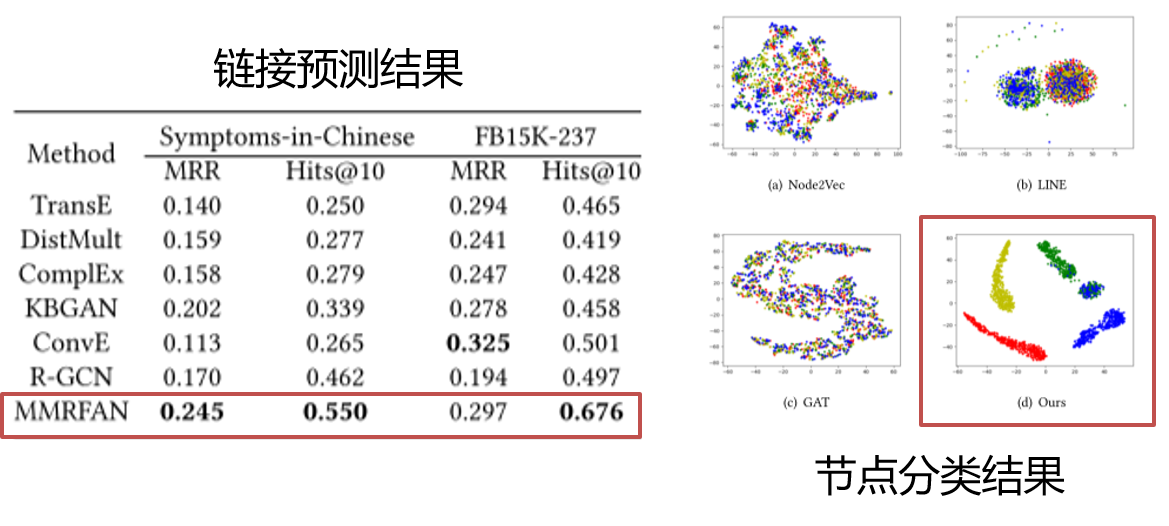 链接预测结果
Method Symptoms-in-Chinese FB15K-237
MRR Hits@10 MRR Hits@10
TransE 0.140 0.250 0.294 0.465
DistMult 0.159 0.277 0.241 0.419
ComplEx 0.158 0.279 0.247 0.428
KBGAN 0.202 0.339 0.278 0.458
ConvE 0.113 0.265 0.325 0.501
R-GCN 0.170 0.462 0.194 0.497
MMRFAN 0.245 0.550 0.297 0.676
(a) Node2Vec
(b) LINE
(c) GAT
(d) Ours
节点分类结果